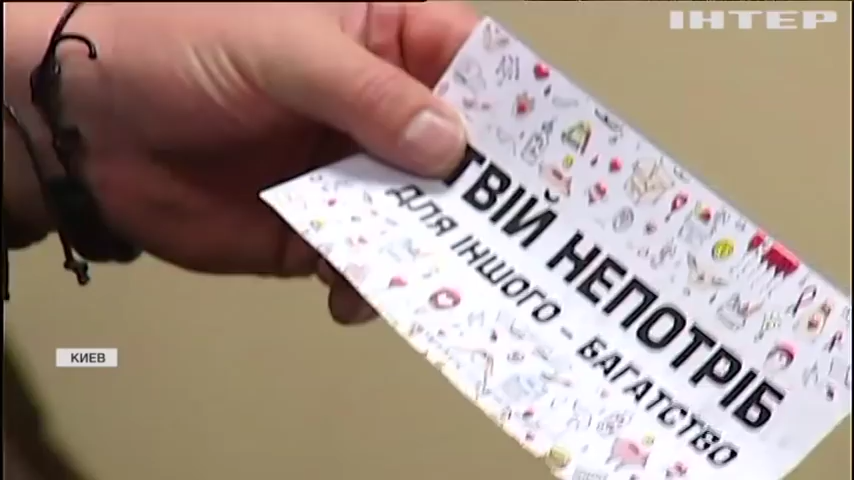 ІНТЕР
ТВІЙ НЕПОТРІБ
ДЛЯ ІНШОГО – БАГАТСТВО
КИЕВ